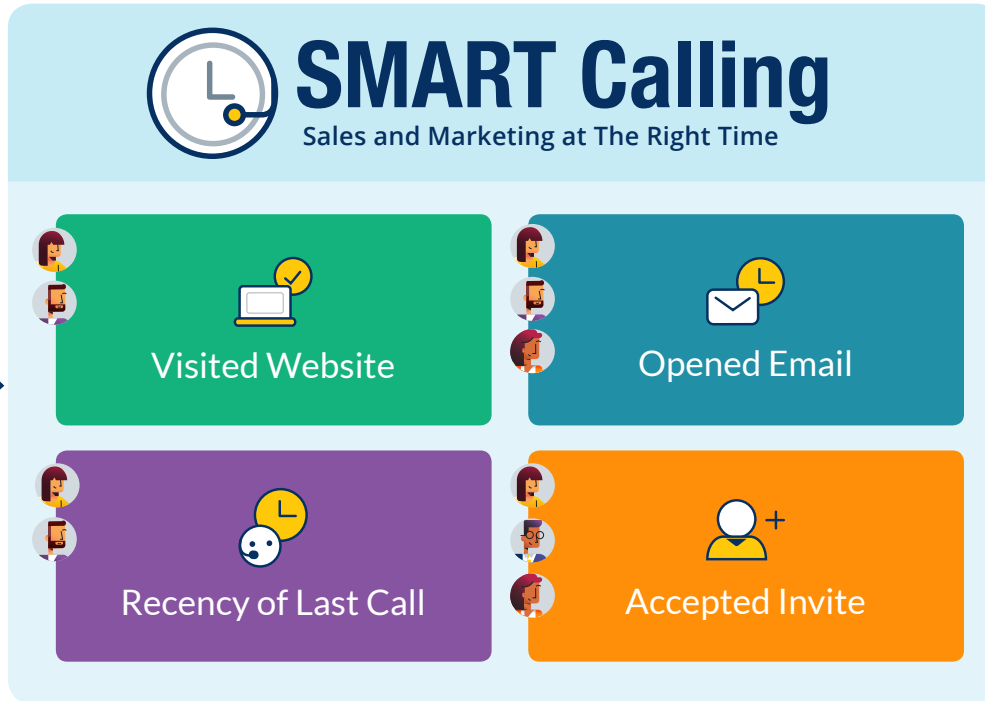 SMART Calling
Sales and Marketing at The Right Time
Visited Website
Opened Email
Recency of Last Call
Accepted Invite